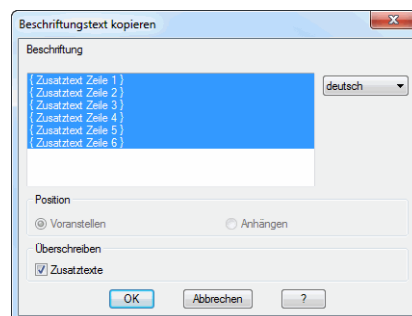 Beschriftungstext kopieren
Beschriftung
{ Zusatztext Zeile 1 }
{ Zusatztext Zeile 2 }
{ Zusatztext Zeile 3 }
{ Zusatztext Zeile 4 }
{ Zusatztext Zeile 5 }
{ Zusatztext Zeile 6 }
deutsch
Position
Voranstellen
Anhängen
Überschreiben
Zusatztexte
OK
Abbrechen
?